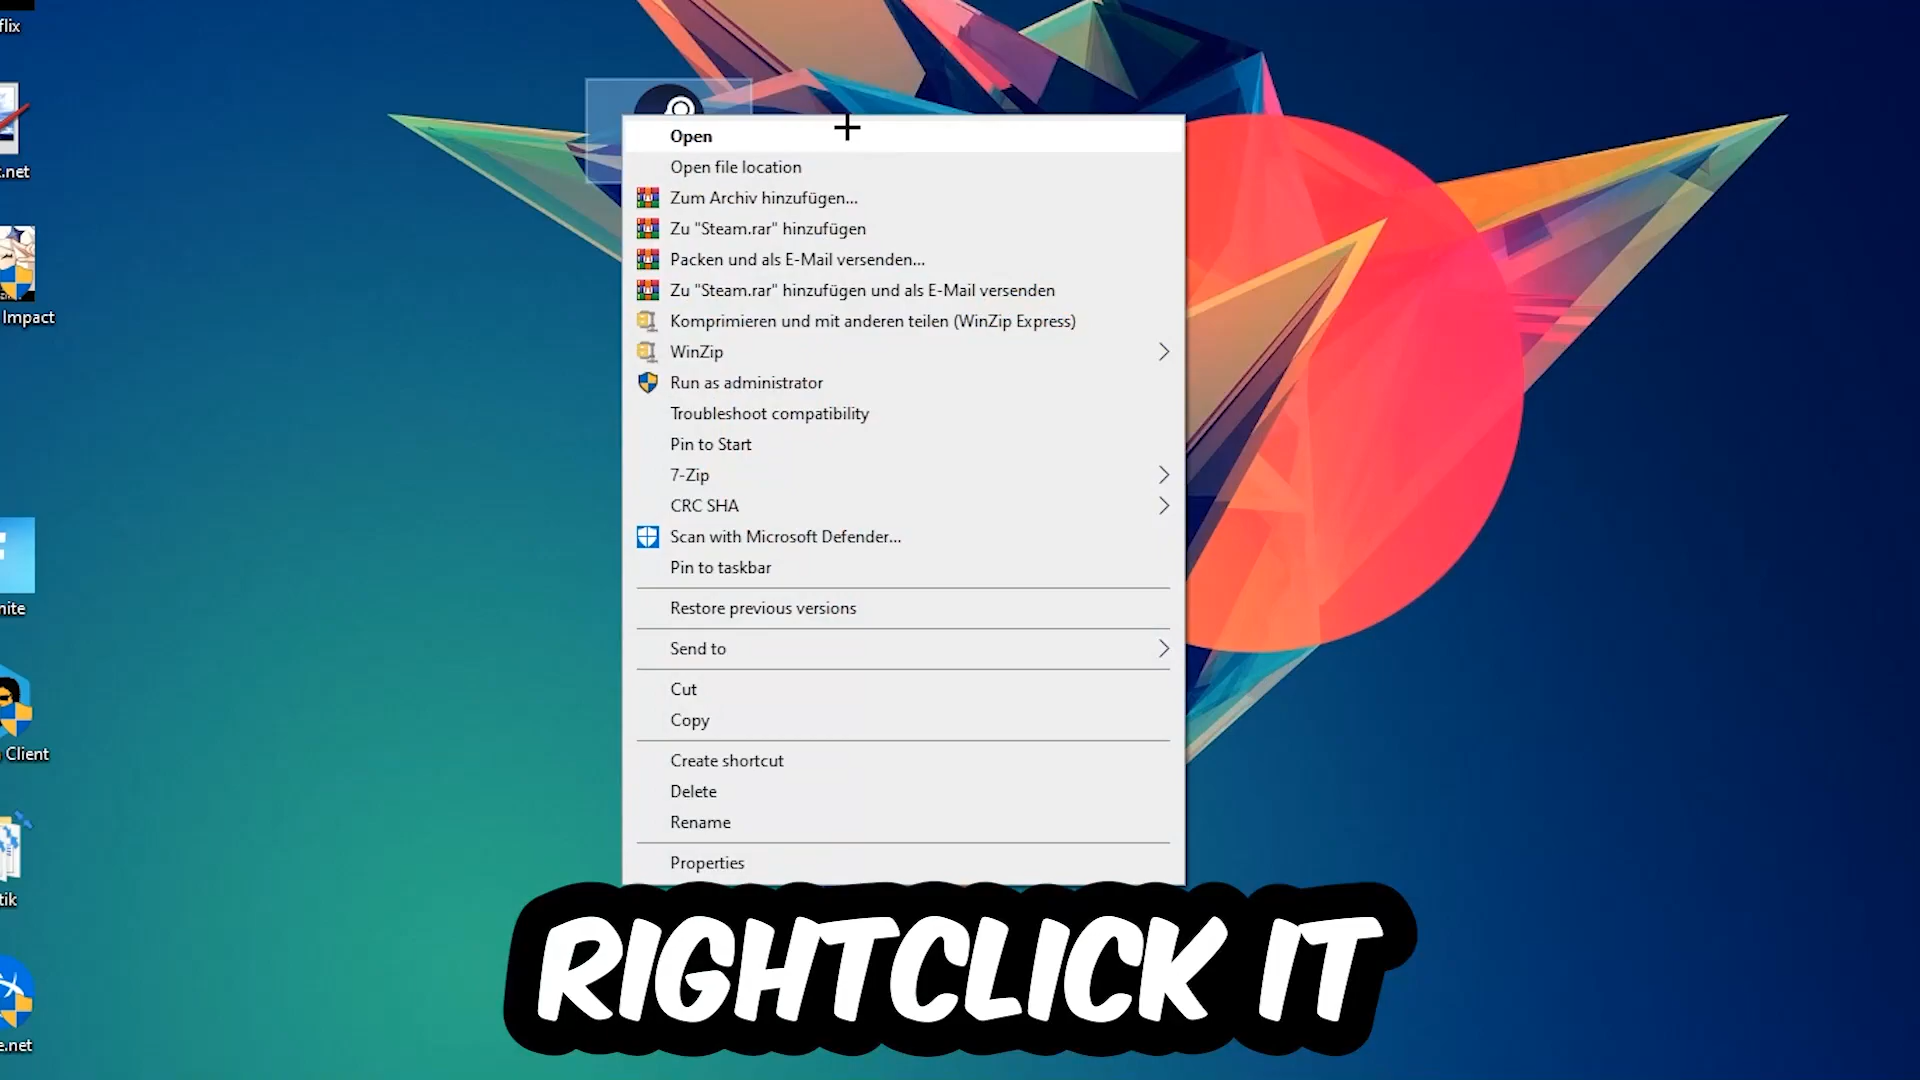 flix
.net
Impact
nite
Client
tik
e.net
Open
Open file location
Zum Archiv hinzufügen...
Zu "Steam.rar" hinzufügen
Packen und als E-Mail versenden...
Zu "Steam.rar" hinzufügen und als E-Mail versenden
Komprimieren und mit anderen teilen (WinZip Express)
WinZip
Run as administrator
Troubleshoot compatibility
Pin to Start
7-Zip
CRC SHA
Scan with Microsoft Defender...
Pin to taskbar
Restore previous versions
Send to
Cut
Copy
Create shortcut
Delete
Rename
Properties
RIGHTCLICK IT